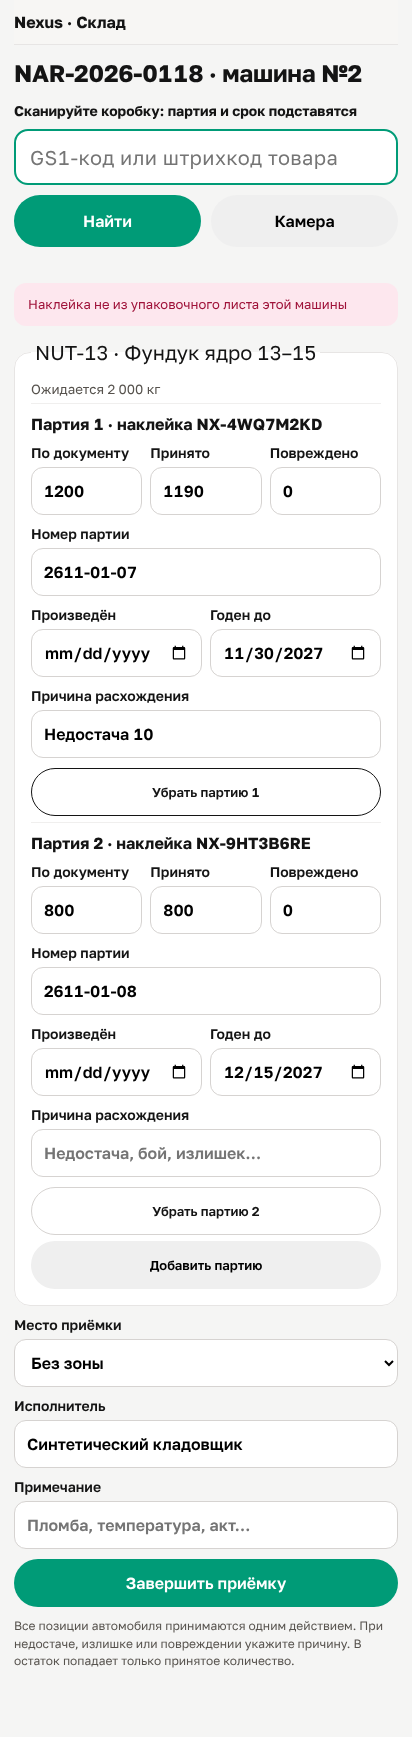 Nexus · Склад
NAR-2026-0118 · машина №2
Сканируйте коробку: партия и срок подставятся
GS1-код или штрихкод товара
Найти
Камера
Наклейка не из упаковочного листа этой машины
NUT-13 · Фундук ядро 13–15
Ожидается 2 000 кг
Партия 1 · наклейка NX-4WQ7M2KD
По документу Принято Повреждено
1200 1190 0
Номер партии
2611-01-07
Произведён Годен до
mm/dd/yyyy 11/30/2027
Причина расхождения
Недостача 10
Убрать партию 1
Партия 2 · наклейка NX-9HT3B6RE
По документу Принято Повреждено
800 800 0
Номер партии
2611-01-08
Произведён Годен до
mm/dd/yyyy 12/15/2027
Причина расхождения
Недостача, бой, излишек...
Убрать партию 2
Добавить партию
Место приёмки
Без зоны
Исполнитель
Синтетический кладовщик
Примечание
Пломба, температура, акт...
Завершить приёмку
Все позиции автомобиля принимаются одним действием. При
недостаче, излишке или повреждении укажите причину. В
остаток попадает только принятое количество.